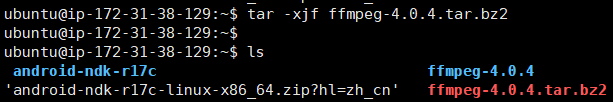 ubuntu@ip-172-31-38-129:~$ tar -xjf ffmpeg-4.0.4.tar.bz2
ubuntu@ip-172-31-38-129:~$
ubuntu@ip-172-31-38-129:~$ ls
android-ndk-r17c ffmpeg-4.0.4
'android-ndk-r17c-linux-x86_64.zip?hl=zh_cn' ffmpeg-4.0.4.tar.bz2